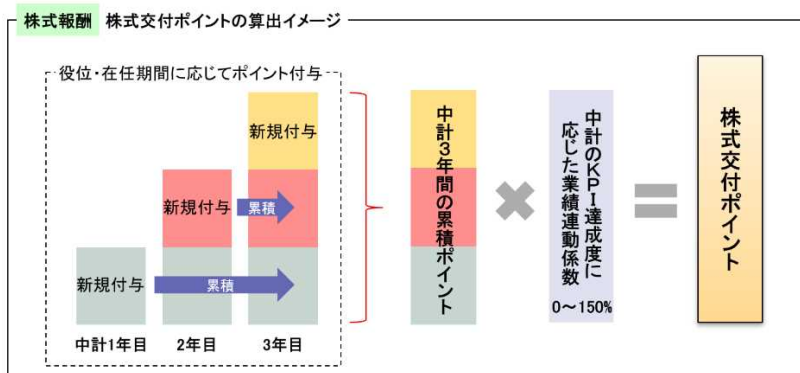 株式報酬 株式交付ポイントの算出イメージ
役位・在任期間に応じてポイント付与
新規付与
新規付与
累積
新規付与
累積
中計1年目
2年目
3年目
中計3年間の累積ポイント
中計のKPI達成度に
応じた業績連動係数
0～150%
株式交付ポイント